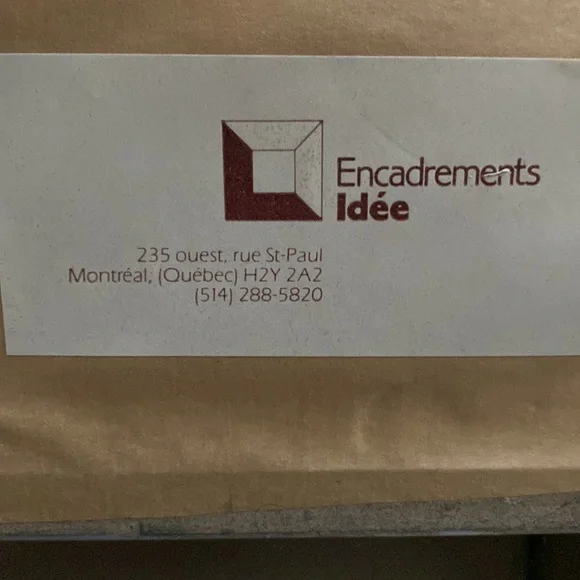 Encadrements
Idée
235 ouest, rue St-Paul
Montréal, (Québec) H2Y 2A2
(514) 288-5820